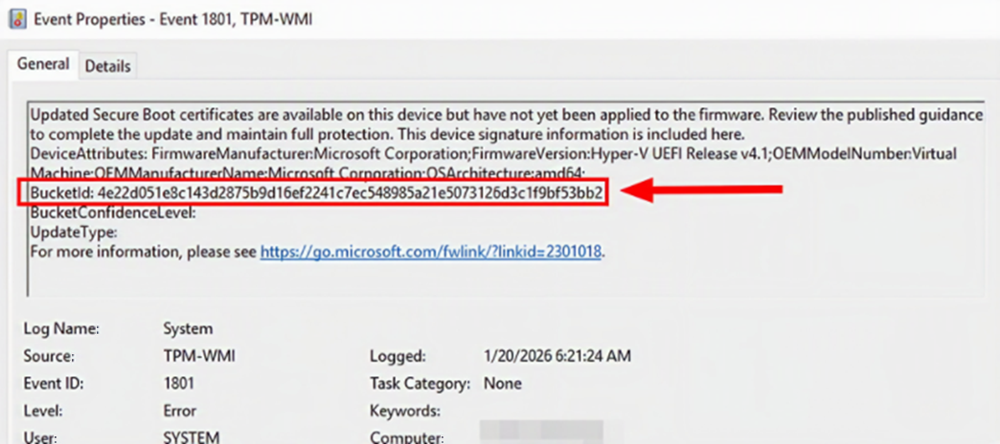 Event Properties - Event 1801, TPM-WMI
General Details
Updated Secure Boot certificates are available on this device but have not yet been applied to the firmware. Review the published guidance
to complete the update and maintain full protection. This device signature information is included here.
DeviceAttributes: FirmwareManufacturer:Microsoft Corporation;FirmwareVersion:Hyper-V UEFI Release v4.1;OEMModelNumber:Virtual
Machine;OEMManufacturerName:Microsoft Corporation;OSArchitecture:amd64;
BucketId: 4e22d051e8c143d2875b9d16ef2241c7ec548985a21e5073126d3c1f9bf53bb2
BucketConfidenceLevel:
UpdateType:
For more information, please see https://go.microsoft.com/fwlink/?linkid=2301018.
Log Name: System
Source: TPM-WMI Logged: 1/20/2026 6:21:24 AM
Event ID: 1801 Task Category: None
Level: Error Keywords:
User: SYSTEM Computer: